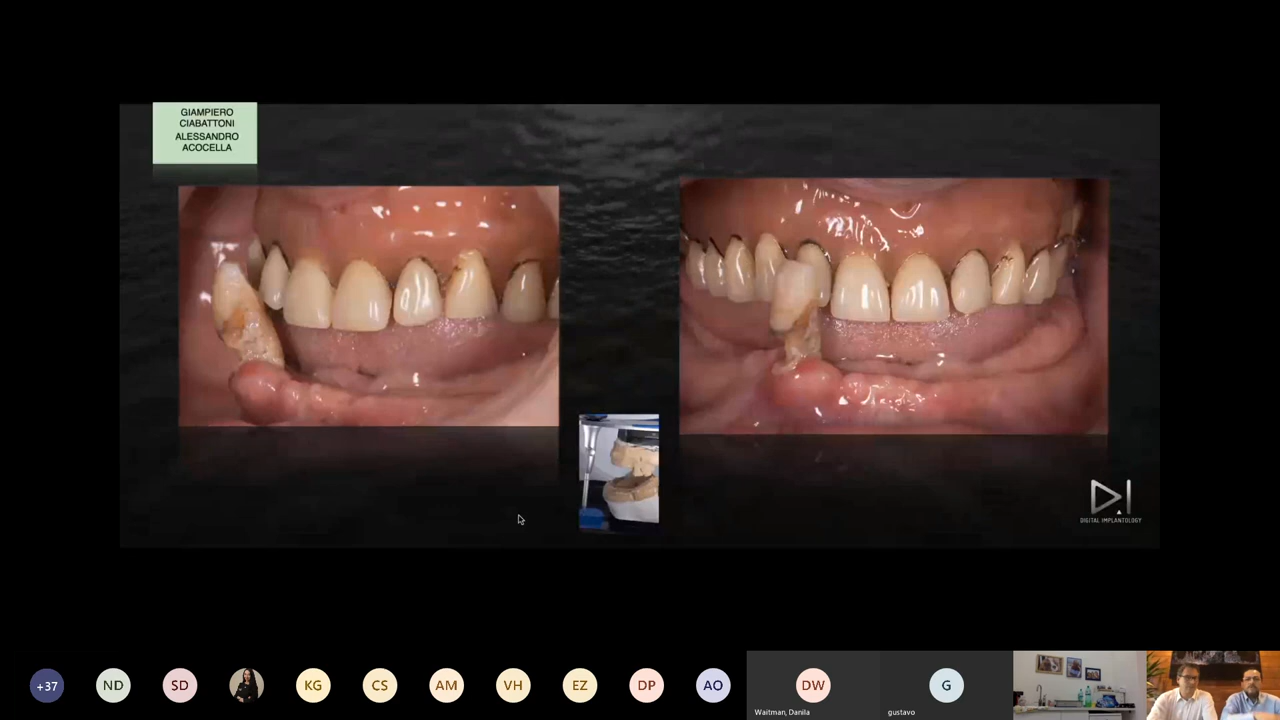 GIAMPIERO
CIABATTONI
ALESSANDRO
ACOCELLA
DIGITAL IMPLANTOLOGY
+37
ND
SD
KG
CS
AM
VH
EZ
DP
AO
DW
G
Waitman, Danila
gustavo